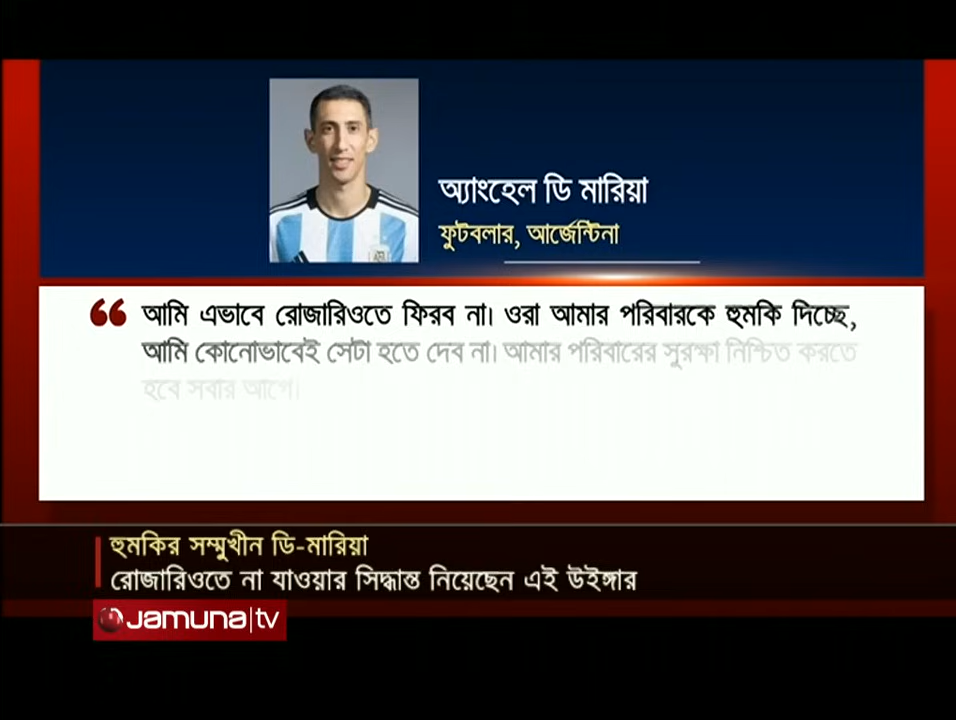 অ্যাংহেল ডি মারিয়া
ফুটবলার, আর্জেন্টিনা
“ আমি এভাবে রোজারিওতে ফিরব না। ওরা আমার পরিবারকে হুমকি দিচ্ছে,
আমি কোনোভাবেই সেটা হতে দেব না। আমার পরিবারের সুরক্ষা নিশ্চিত করতে
হবে সবার আগে।
হুমকির সম্মুখীন ডি-মারিয়া
রোজারিওতে না যাওয়ার সিদ্ধান্ত নিয়েছেন এই উইঙ্গার
Jamuna|tv